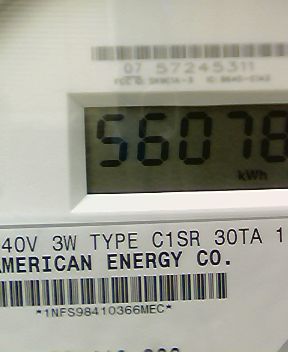 07 57245311
56078
kWh
40V 3W TYPE C1SR 30TA 1
AMERICAN ENERGY CO.
*1NFS98410366MEC*